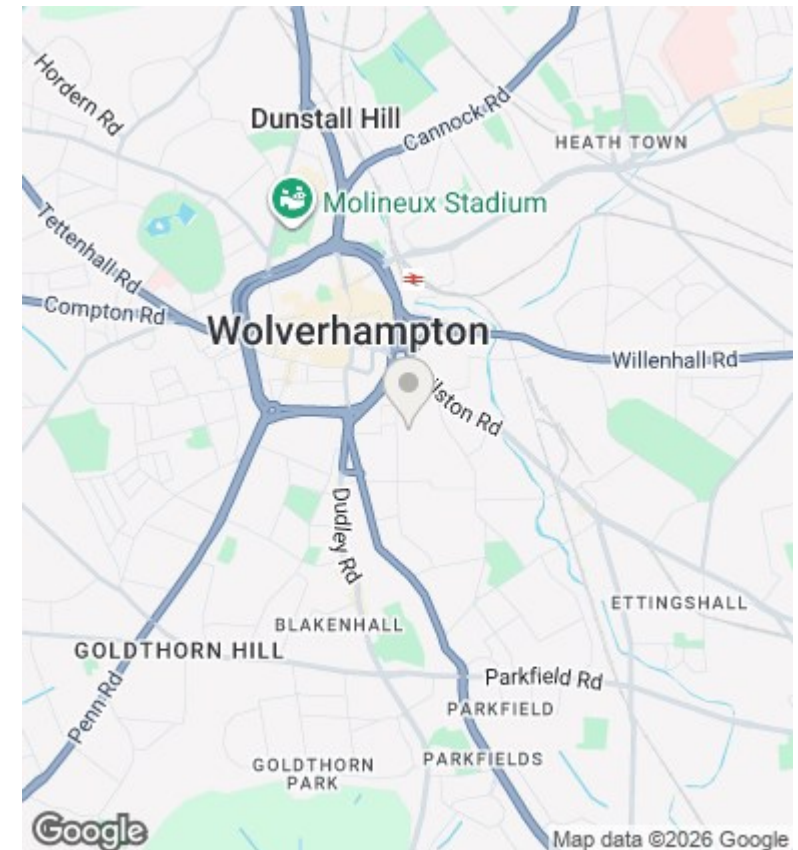 Hordern Rd
Dunstall Hill
Cannock Rd
HEATH TOWN
Molineux Stadium
Tettenhall Rd
Compton Rd
Wolverhampton
Willenhall Rd
ilston Rd
Dudley Rd
ETTINGSHALL
BLAKENHALL
GOLDTHORN HILL
Parkfield Rd
Penn Rd
PARKFIELD
GOLDTHORN
PARK
PARKFIELDS
Google
Map data ©2026 Google